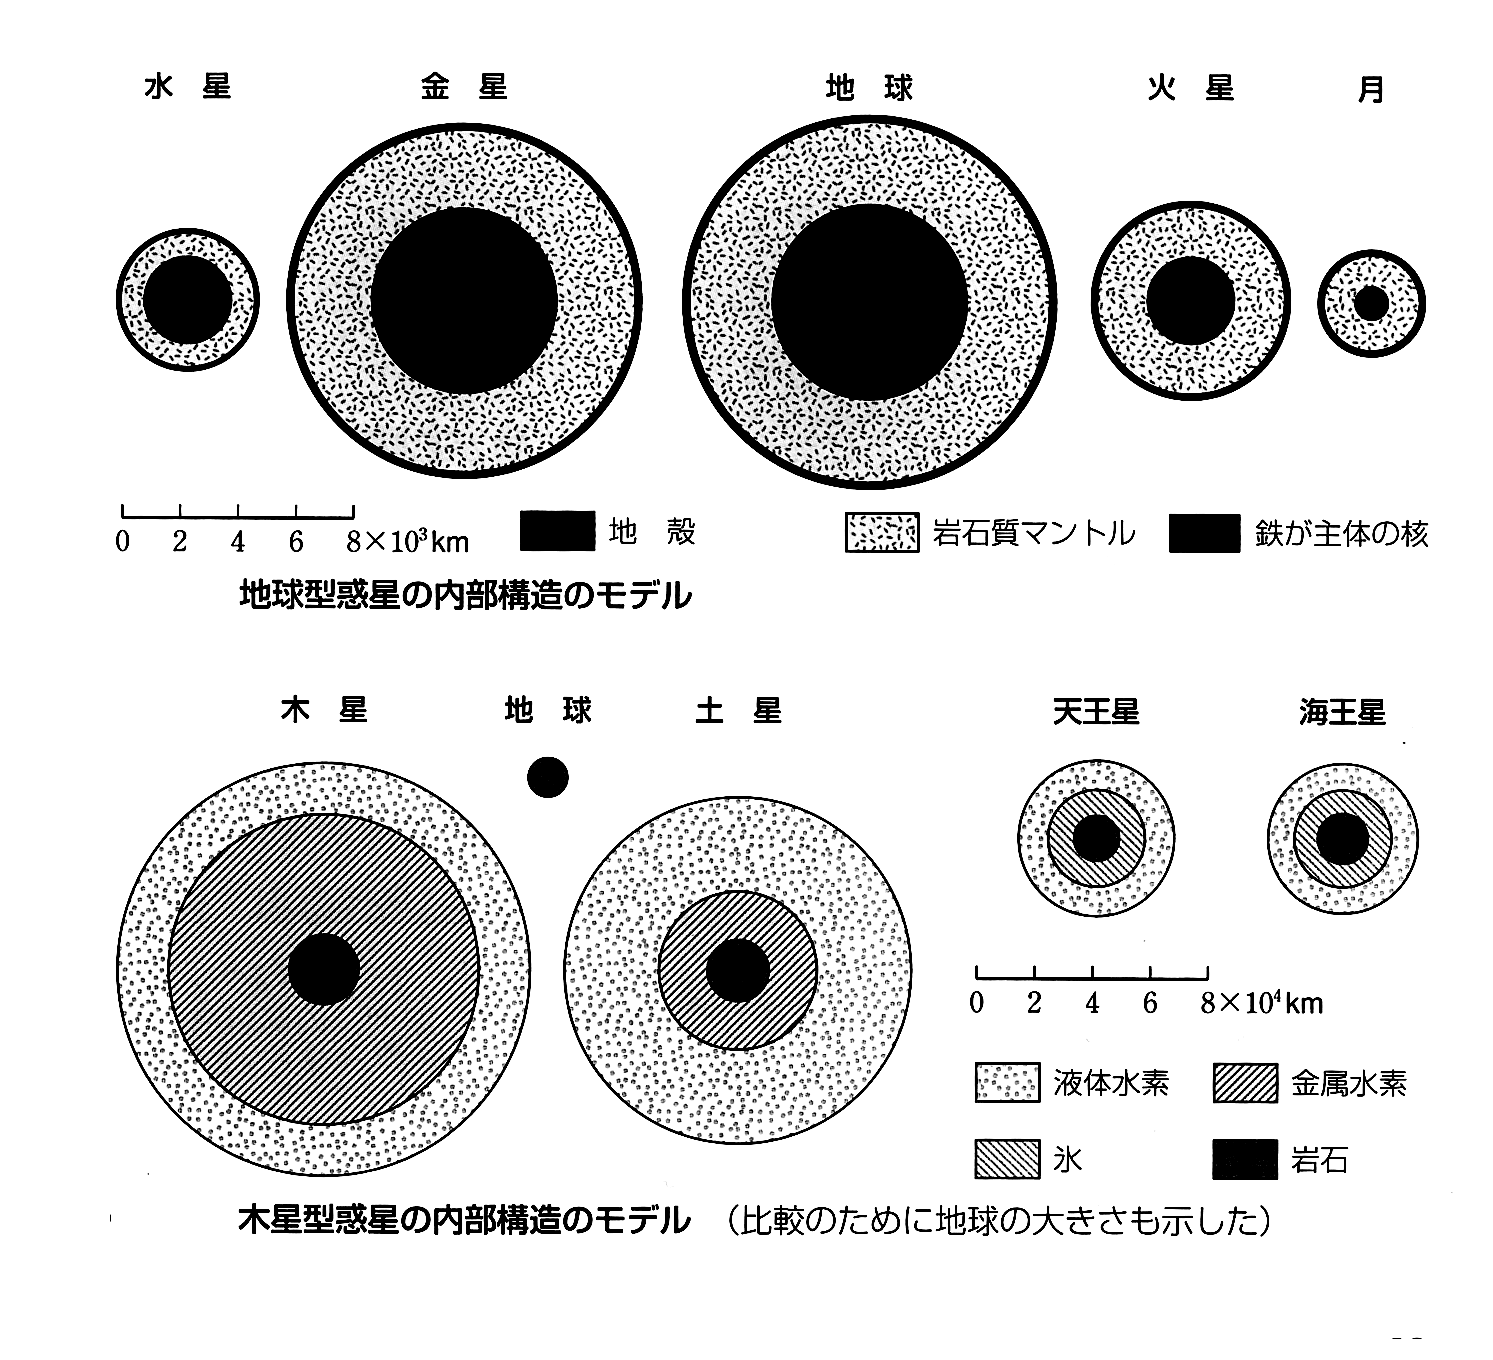 水 星 金 星 地 球 火 星 月
0 2 4 6 8×10³km 地 殻 岩石質マントル 鉄が主体の核
地球型惑星の内部構造のモデル
木 星 地 球 土 星 天王星 海王星
0 2 4 6 8×10⁴km
液体水素 金属水素
氷 岩石
木星型惑星の内部構造のモデル （比較のために地球の大きさも示した）